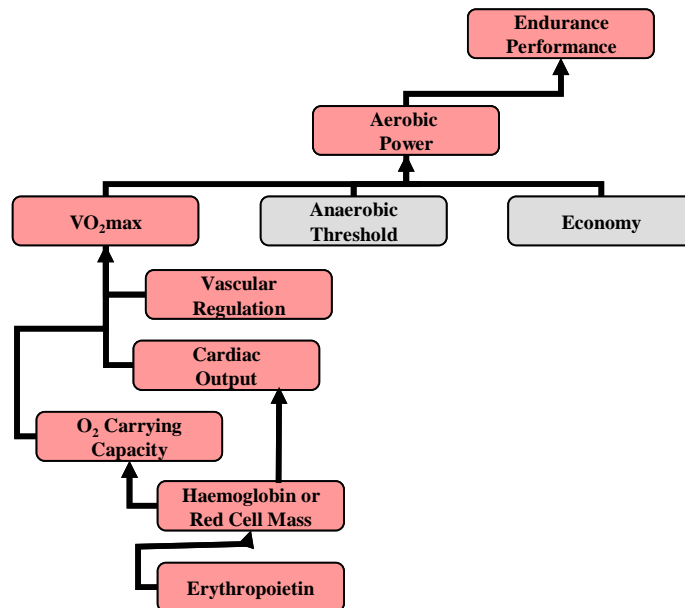 Endurance
Performance
Aerobic
Power
VO₂max
Anaerobic
Threshold
Economy
Vascular
Regulation
Cardiac
Output
O₂ Carrying
Capacity
Haemoglobin or
Red Cell Mass
Erythropoietin